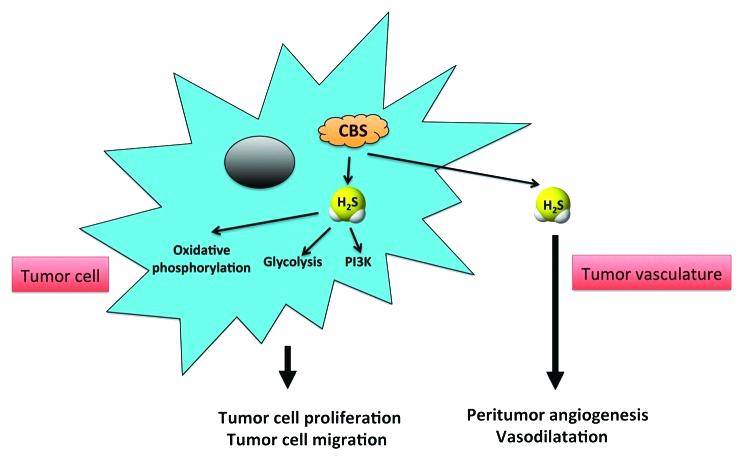 CBS
H₂S
H₂S
Oxidative
phosphorylation
Glycolysis
PI3K
Tumor cell
Tumor vasculature
Tumor cell proliferation
Tumor cell migration
Peritumor angiogenesis
Vasodilatation